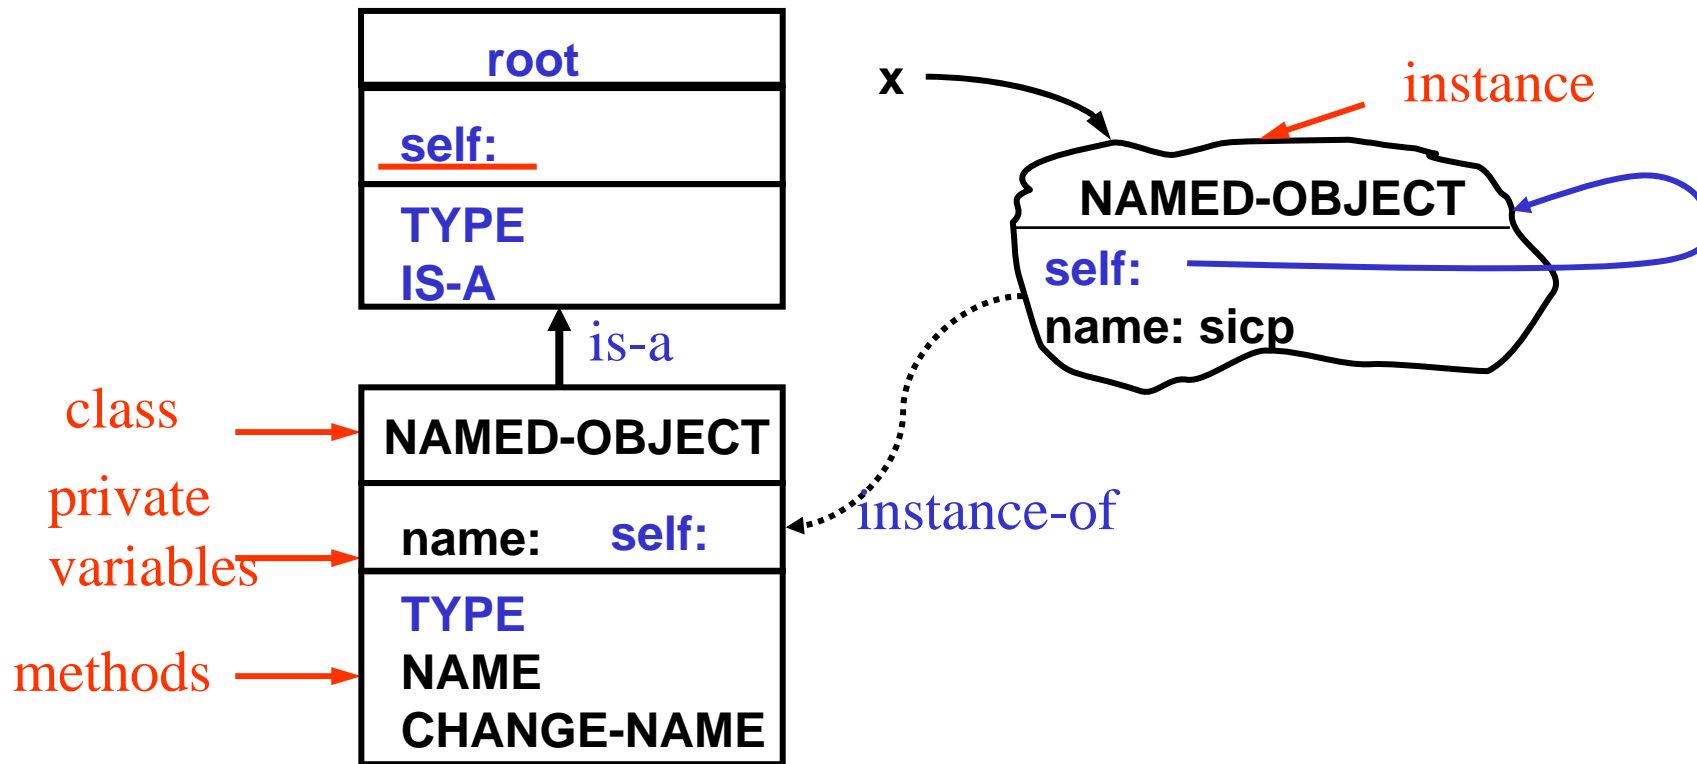 root
self:
TYPE
IS-A
is-a
class
NAMED-OBJECT
private
variables
name: self:
methods
TYPE
NAME
CHANGE-NAME
instance-of
x
instance
NAMED-OBJECT
self:
name: sicp